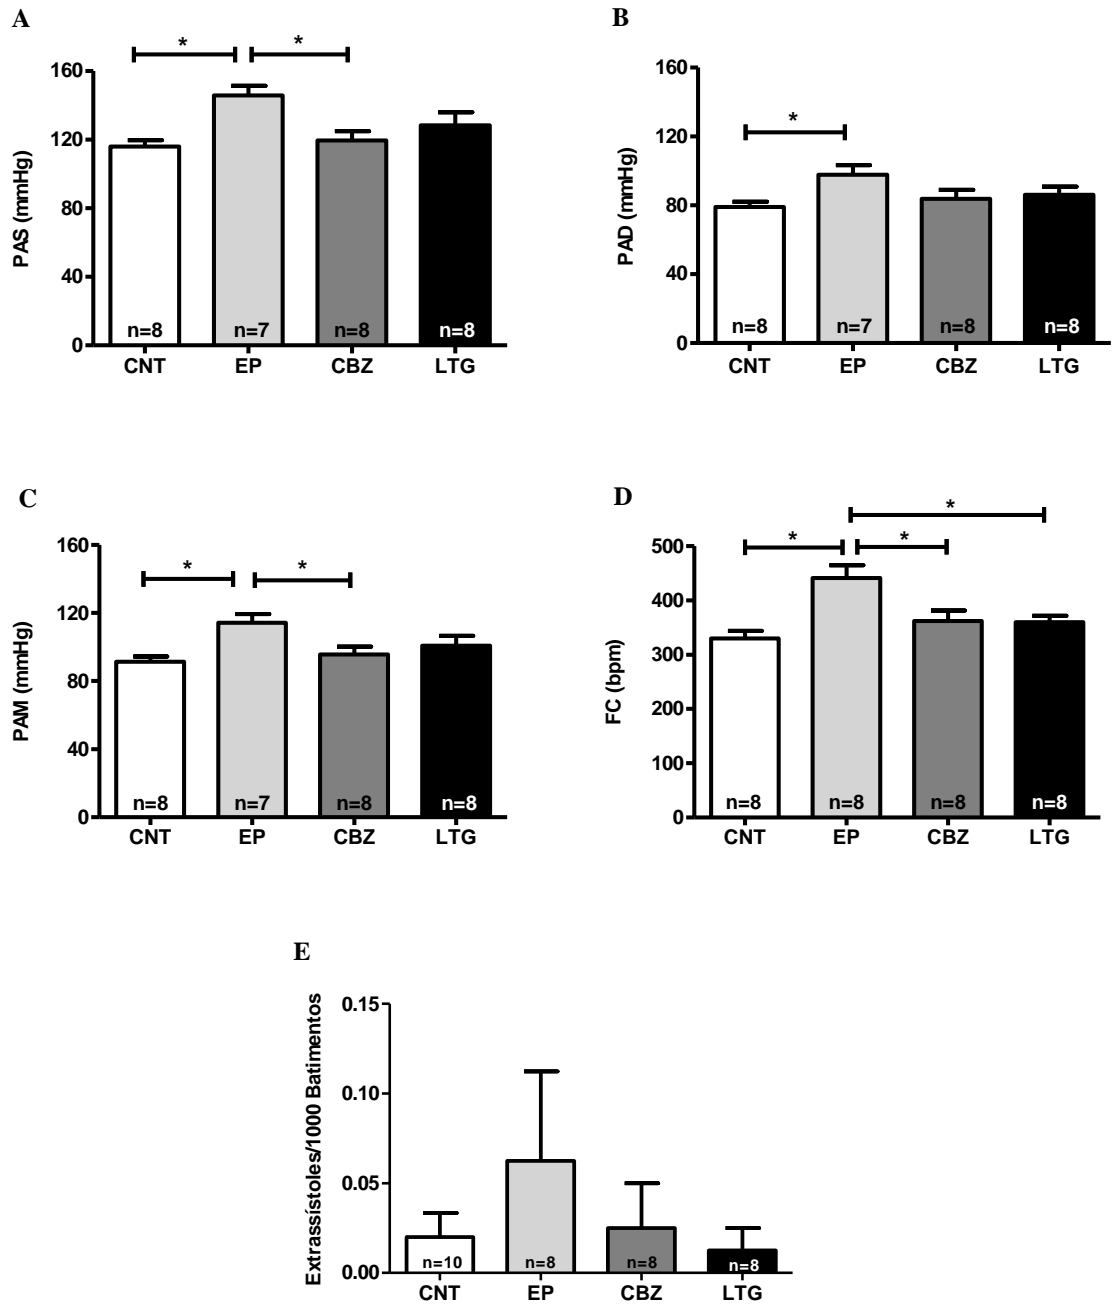 A
* *
PAS (mmHg)
160
120
80
40
0
n=8 n=7 n=8 n=8
CNT EP CBZ LTG
B
*
PAD (mmHg)
160
120
80
40
0
n=8 n=7 n=8 n=8
CNT EP CBZ LTG
C
* *
PAM (mmHg)
160
120
80
40
0
n=8 n=7 n=8 n=8
CNT EP CBZ LTG
D
*
* *
FC (bpm)
500
400
300
200
100
0
n=8 n=8 n=8 n=8
CNT EP CBZ LTG
E
Extrassístoles/1000 Batimentos
0.15
0.10
0.05
0.00
n=10 n=8 n=8 n=8
CNT EP CBZ LTG